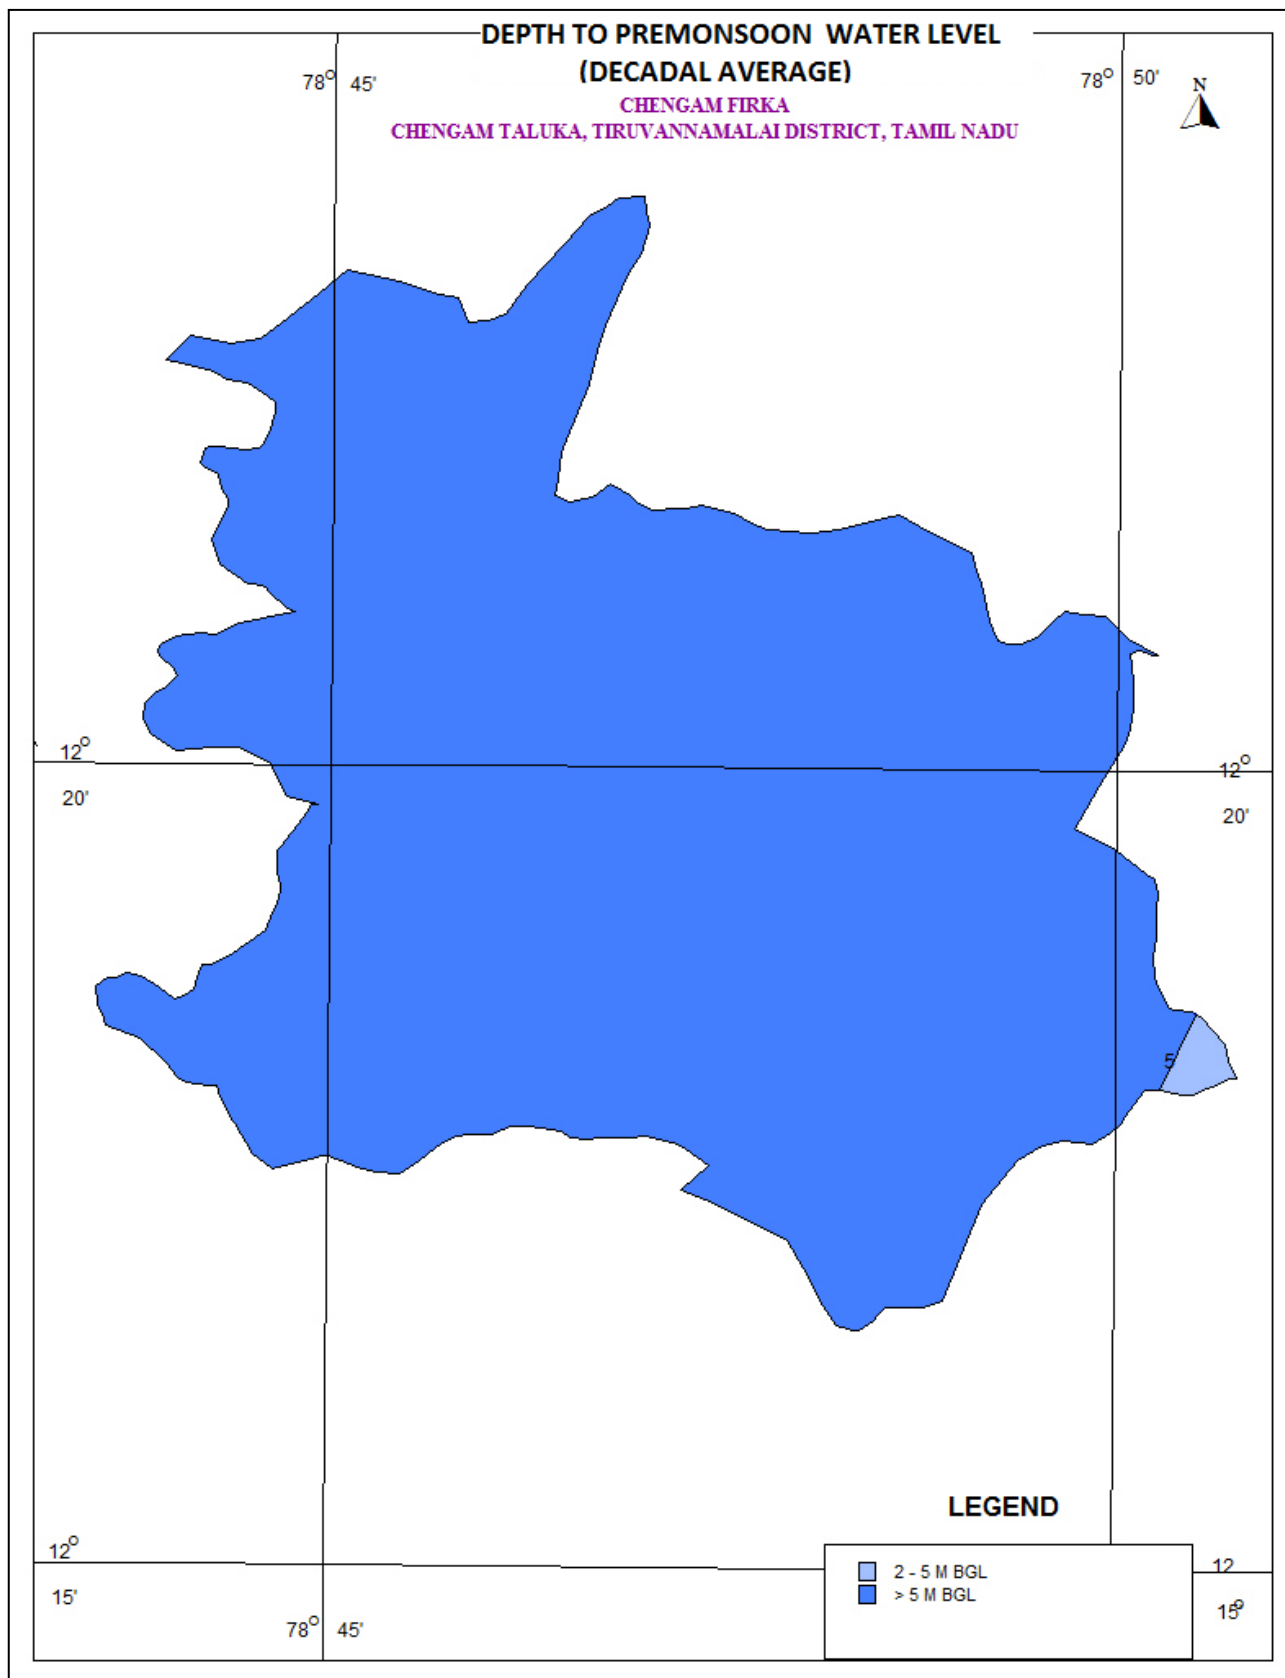 DEPTH TO PREMONSOON WATER LEVEL
(DECADAL AVERAGE)
CHENGAM FIRKA
CHENGAM TALUKA, TIRUVANNAMALAI DISTRICT, TAMIL NADU
78° 45'
78° 50'
N
12°
20'
12°
20'
5
LEGEND
2 - 5 M BGL
> 5 M BGL
12°
15'
12
15°
78° 45'